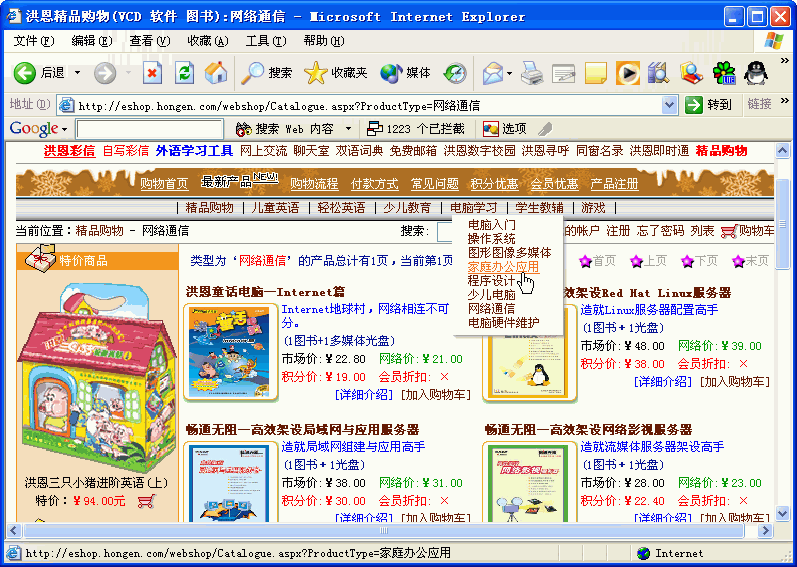 洪恩精品购物(VCD 软件 图书):网络通信 - Microsoft Internet Explorer
文件(F) 编辑(E) 查看(V) 收藏(A) 工具(T) 帮助(H)
后退 搜索 收藏夹 媒体
地址(D) http://eshop.hongen.com/webshop/Catalogue.aspx?ProductType=网络通信 转到 链接 »
Google 搜索 Web 内容 1223 个已拦截 选项
洪恩彩信 自写彩信 外语学习工具 网上交流 聊天室 双语词典 免费邮箱 洪恩数字校园 洪恩寻呼 同窗名录 洪恩即时通 精品购物
购物首页 最新产品 NEW! 购物流程 付款方式 常见问题 积分优惠 会员优惠 产品注册
| 精品购物 | 儿童英语 | 轻松英语 | 少儿教育 | 电脑学习 | 学生教辅 | 游戏 |
当前位置：精品购物 - 网络通信 搜索: 的帐户 注册 忘了密码 列表 购物车
电脑入门
操作系统
图形图像多媒体
家庭办公应用
程序设计
少儿电脑
网络通信
电脑硬件维护
特价商品
洪恩三只小猪进阶英语(上)
特价：￥94.00元
类型为‘网络通信’的产品总计有1页,当前第1页 首页 上页 下页 末页
洪恩童话电脑—Internet篇
Internet地球村，网络相连不可分。
(1图书+1多媒体光盘)
市场价：￥22.80 网络价：￥21.00
积分价：￥19.00 会员折扣： ×
[详细介绍] [加入购物车]
高效架设Red Hat Linux服务器
造就Linux服务器配置高手
(1图书＋1光盘)
市场价：￥48.00 网络价：￥39.00
积分价：￥38.00 会员折扣： ×
[详细介绍] [加入购物车]
畅通无阻—高效架设局域网与应用服务器
造就局域网组建与应用高手
(1图书＋1光盘)
市场价：￥38.00 网络价：￥31.00
积分价：￥30.00 会员折扣： ×
[详细介绍] [加入购物车]
畅通无阻—高效架设网络影视服务器
造就流媒体服务器架设高手
(1图书＋1光盘)
市场价：￥28.00 网络价：￥23.00
积分价：￥22.40 会员折扣： ×
[详细介绍] [加入购物车]
http://eshop.hongen.com/webshop/Catalogue.aspx?ProductType=家庭办公应用 Internet